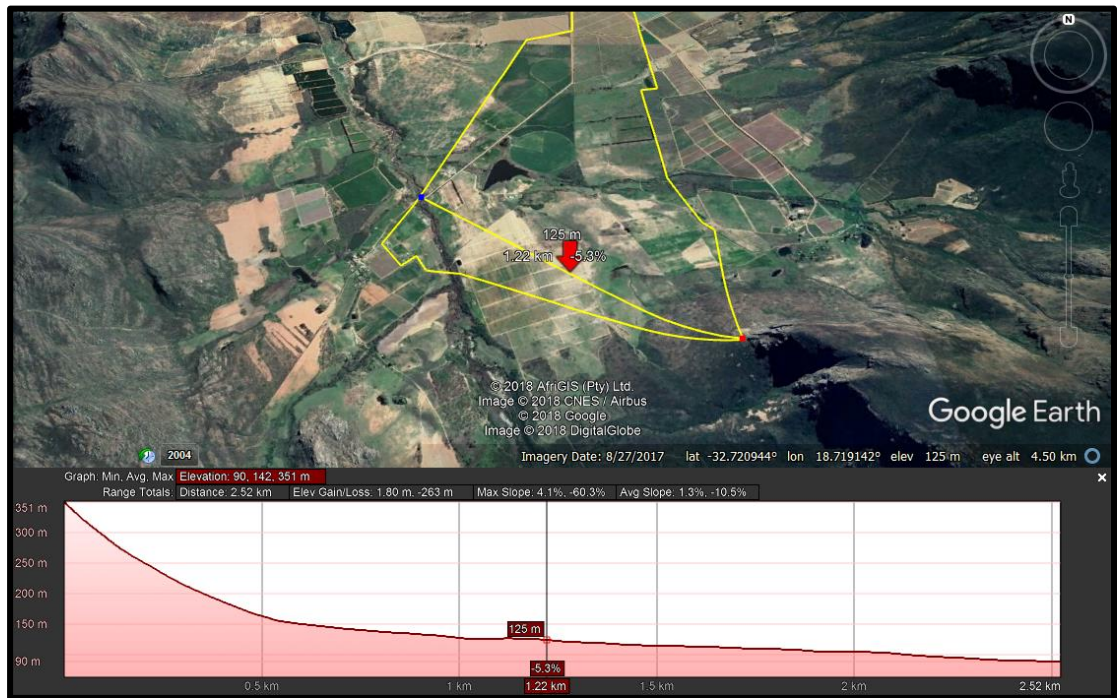 N
125 m
1.22 km -5.3%
© 2018 AfriGIS (Pty) Ltd.
Image © 2018 CNES / Airbus
© 2018 Google
Image © 2018 DigitalGlobe
Google Earth
2004 Imagery Date: 8/27/2017 lat -32.720944° lon 18.719142° elev 125 m eye alt 4.50 km
Graph: Min, Avg, Max Elevation: 90, 142, 351 m
Range Totals: Distance: 2.52 km Elev Gain/Loss: 1.80 m, -263 m Max Slope: 4.1%, -60.3% Avg Slope: 1.3%, -10.5%
351 m
300 m
250 m
200 m
150 m
125 m
90 m
-5.3%
0.5 km 1 km 1.22 km 1.5 km 2 km 2.52 km